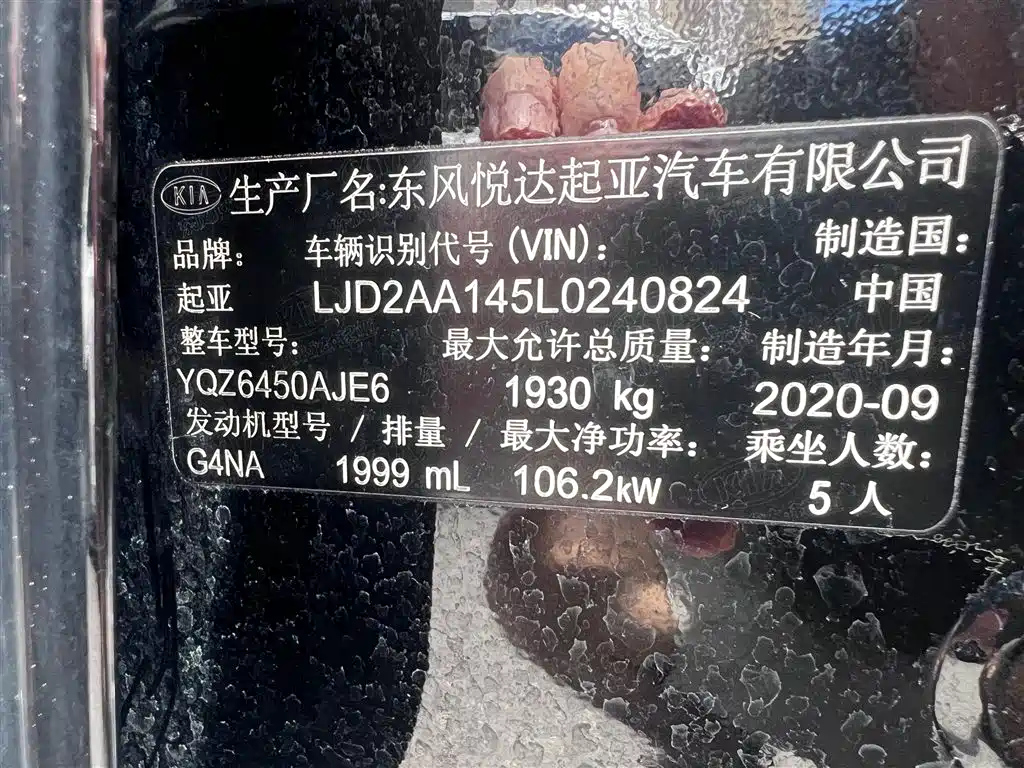 KIA 生产厂名:东风悦达起亚汽车有限公司
品牌: 车辆识别代号 (VIN): 制造国:
起亚 LJD2AA145L0240824 中国
整车型号: 最大允许总质量: 制造年月:
YQZ6450AJE6 1930 kg 2020-09
发动机型号 / 排量 / 最大净功率: 乘坐人数:
G4NA 1999 mL 106.2kW 5 人